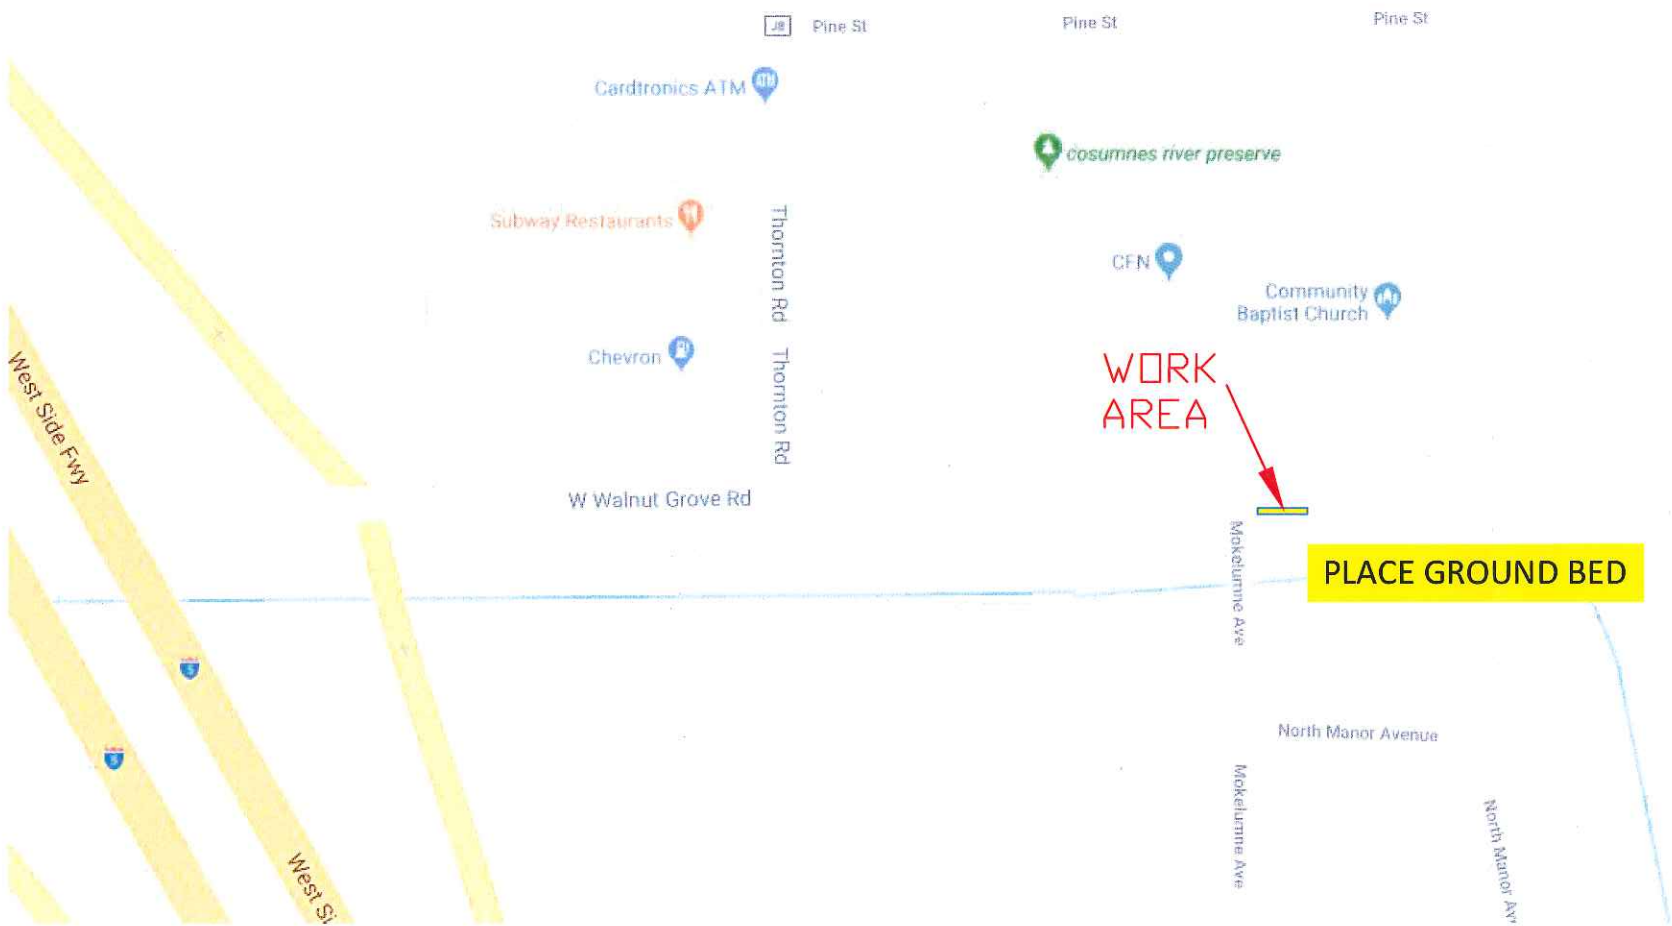 J8
Pine St
Pine St
Pine St
Cardtronics ATM
ATM
cosumnes river preserve
Subway Restaurants
Thornton Rd
CFN
Community
Baptist Church
Chevron
Thornton Rd
West Side Fwy
WORK
AREA
W Walnut Grove Rd
Mokelumne Ave
PLACE GROUND BED
5
5
North Manor Avenue
Mokelumne Ave
North Manor Av
West Si